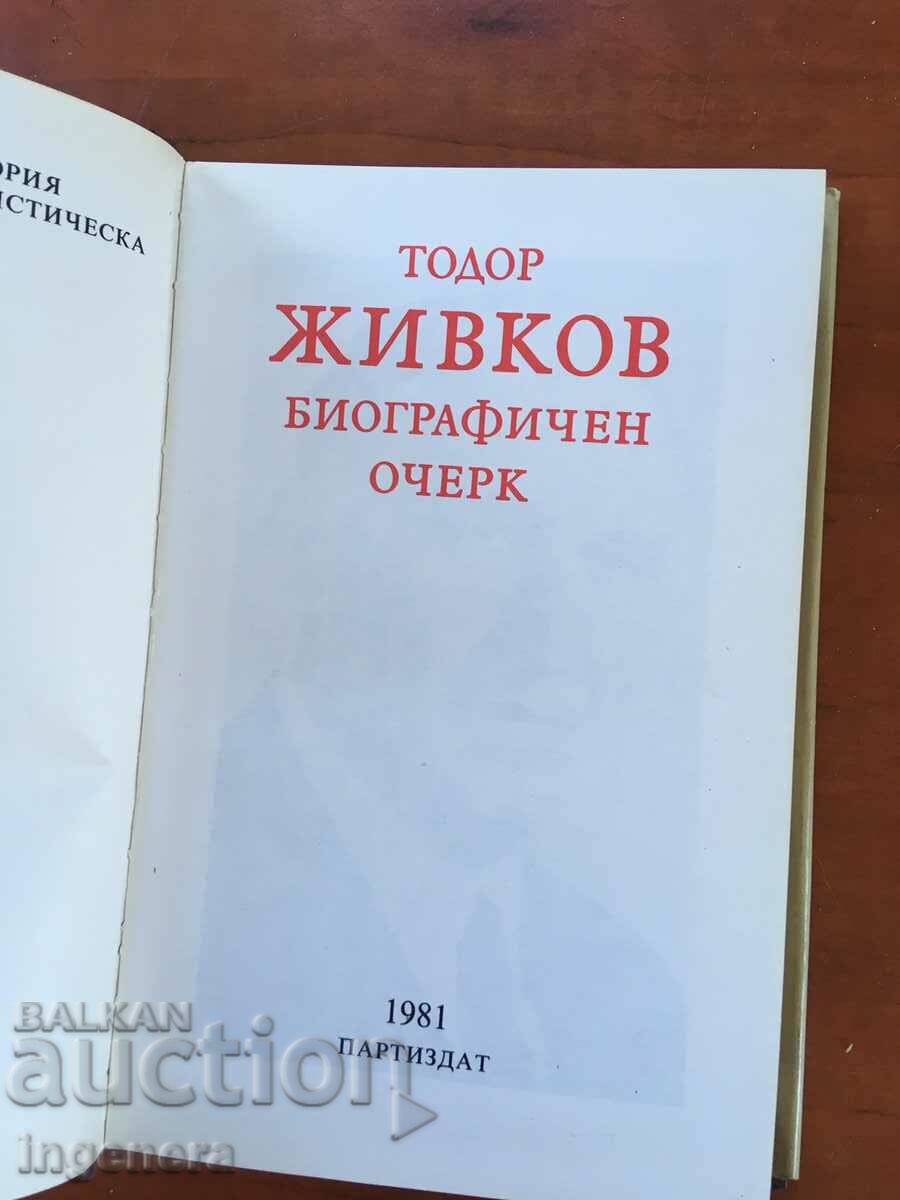 ОРИЯ
ИСТИЧЕСКА
ТОДОР
ЖИВКОВ
БИОГРАФИЧЕН
ОЧЕРК
1981
ПАРТИЗДАТ
BALKAN
auction
ingenera